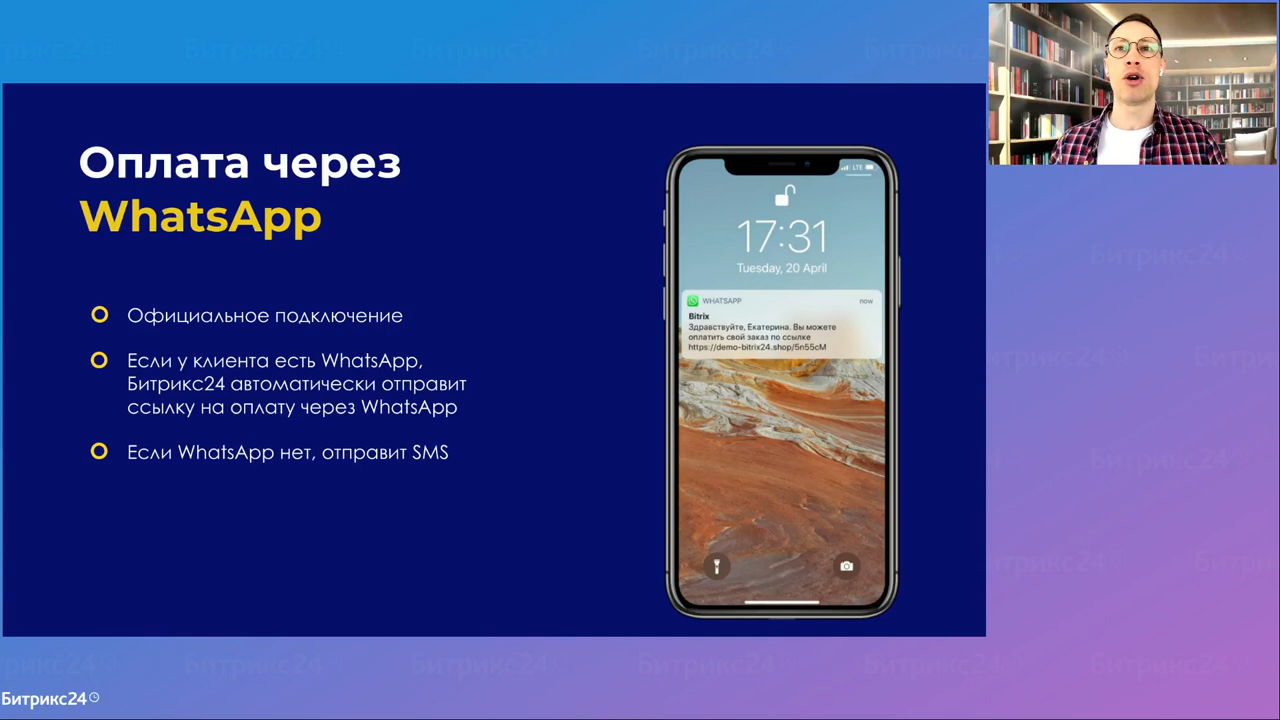 Оплата через
WhatsApp
Официальное подключение
Если у клиента есть WhatsApp,
Битрикс24 автоматически отправит
ссылку на оплату через WhatsApp
Если WhatsApp нет, отправит SMS
LTE
17:31
Tuesday, 20 April
WHATSAPP now
Bitrix
Здравствуйте, Екатерина. Вы можете
оплатить свой заказ по ссылке
https://demo-bitrix24.shop/5n55cM
Битрикс24